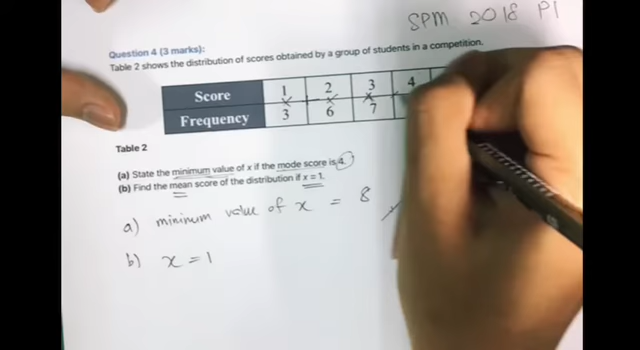 SPM 2018 P1
Question 4 (3 marks):
Table 2 shows the distribution of scores obtained by a group of students in a competition.
Score 1 2 3 4
Frequency 3 6 7
Table 2
(a) State the minimum value of x if the mode score is 4.
(b) Find the mean score of the distribution if x = 1.
a) mininum value of x = 8
b) x = 1